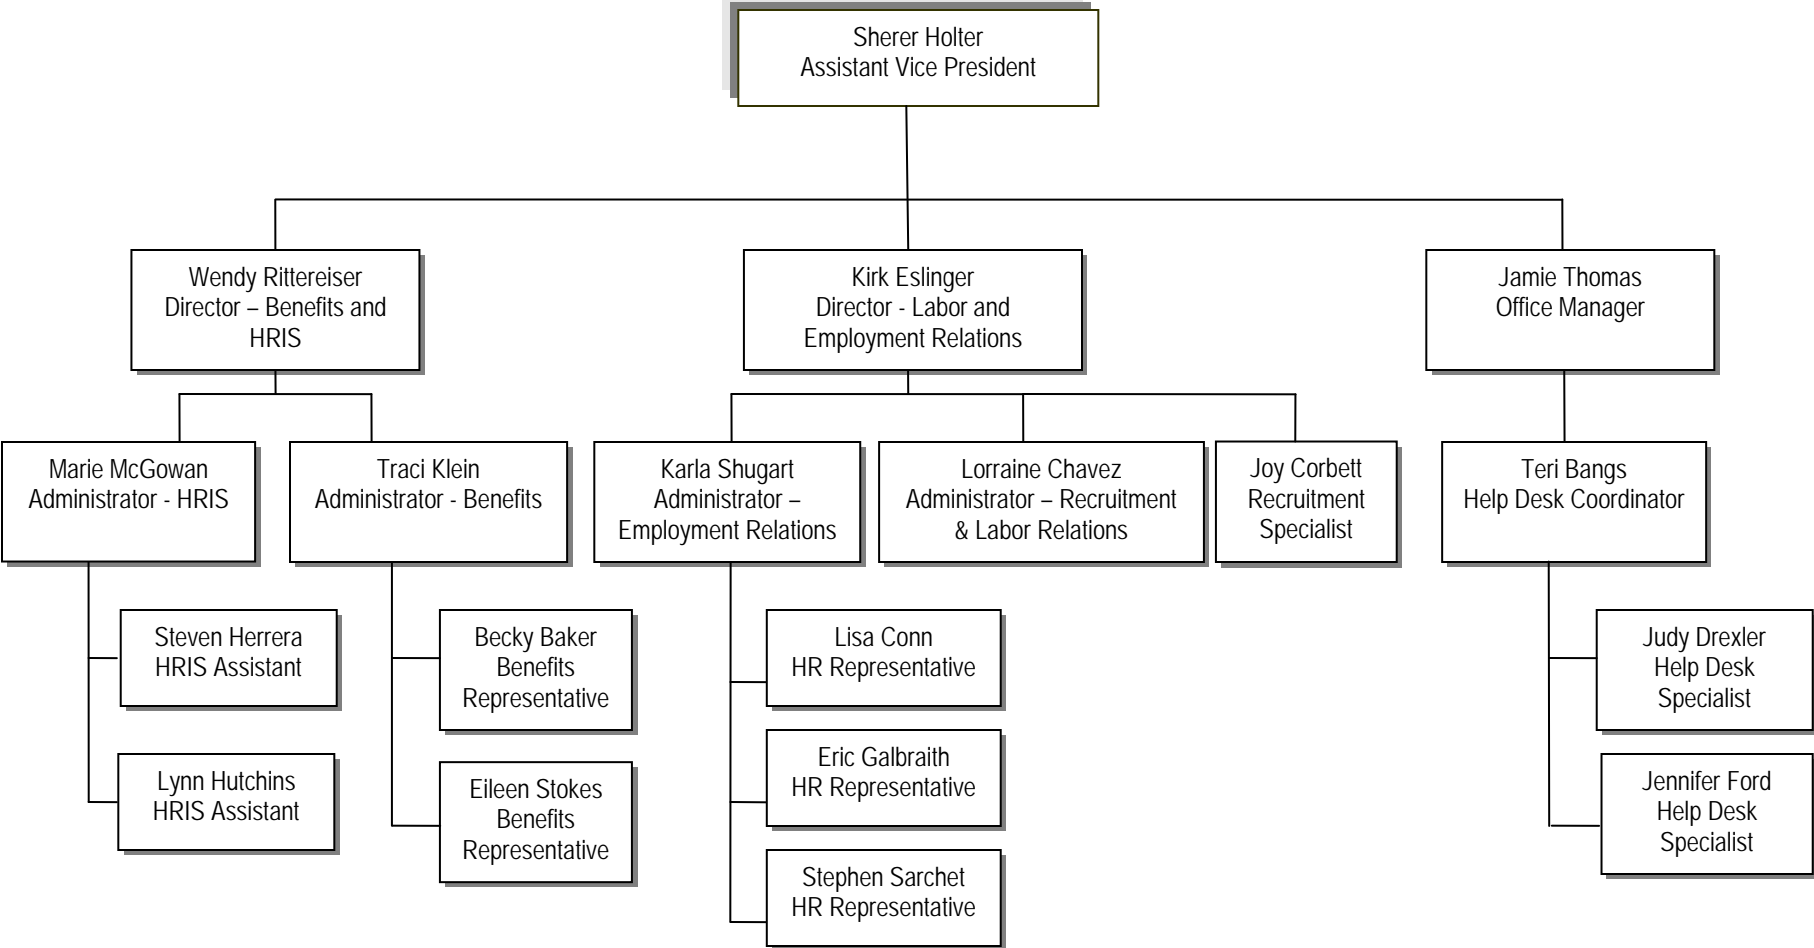 Sherer Holter
Assistant Vice President
Wendy Rittereiser
Director – Benefits and
HRIS
Kirk Eslinger
Director - Labor and
Employment Relations
Jamie Thomas
Office Manager
Marie McGowan
Administrator - HRIS
Traci Klein
Administrator - Benefits
Karla Shugart
Administrator –
Employment Relations
Lorraine Chavez
Administrator – Recruitment
& Labor Relations
Joy Corbett
Recruitment
Specialist
Teri Bangs
Help Desk Coordinator
Steven Herrera
HRIS Assistant
Lynn Hutchins
HRIS Assistant
Becky Baker
Benefits
Representative
Eileen Stokes
Benefits
Representative
Lisa Conn
HR Representative
Eric Galbraith
HR Representative
Stephen Sarchet
HR Representative
Judy Drexler
Help Desk
Specialist
Jennifer Ford
Help Desk
Specialist